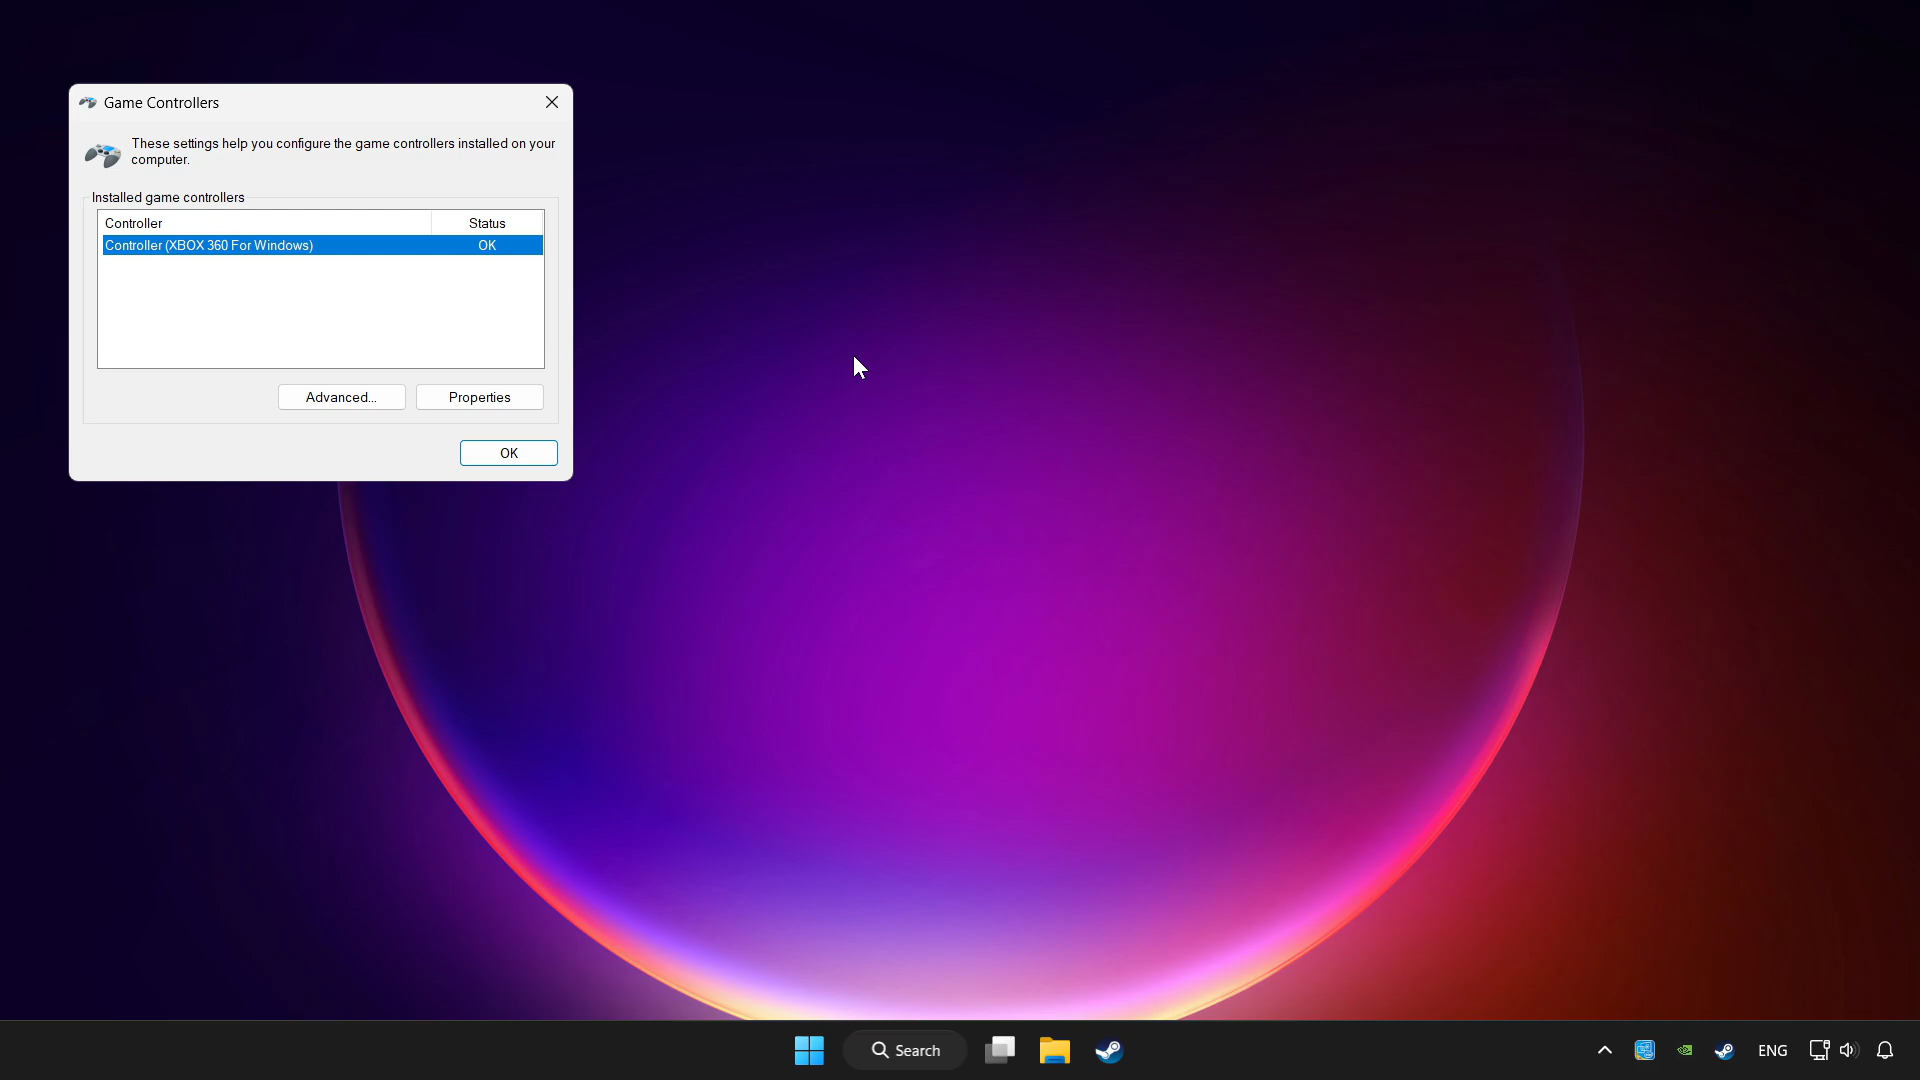 Game Controllers
These settings help you configure the game controllers installed on your
computer.
Installed game controllers
Controller Status
Controller (XBOX 360 For Windows) OK
Advanced... Properties
OK
Search
ENG